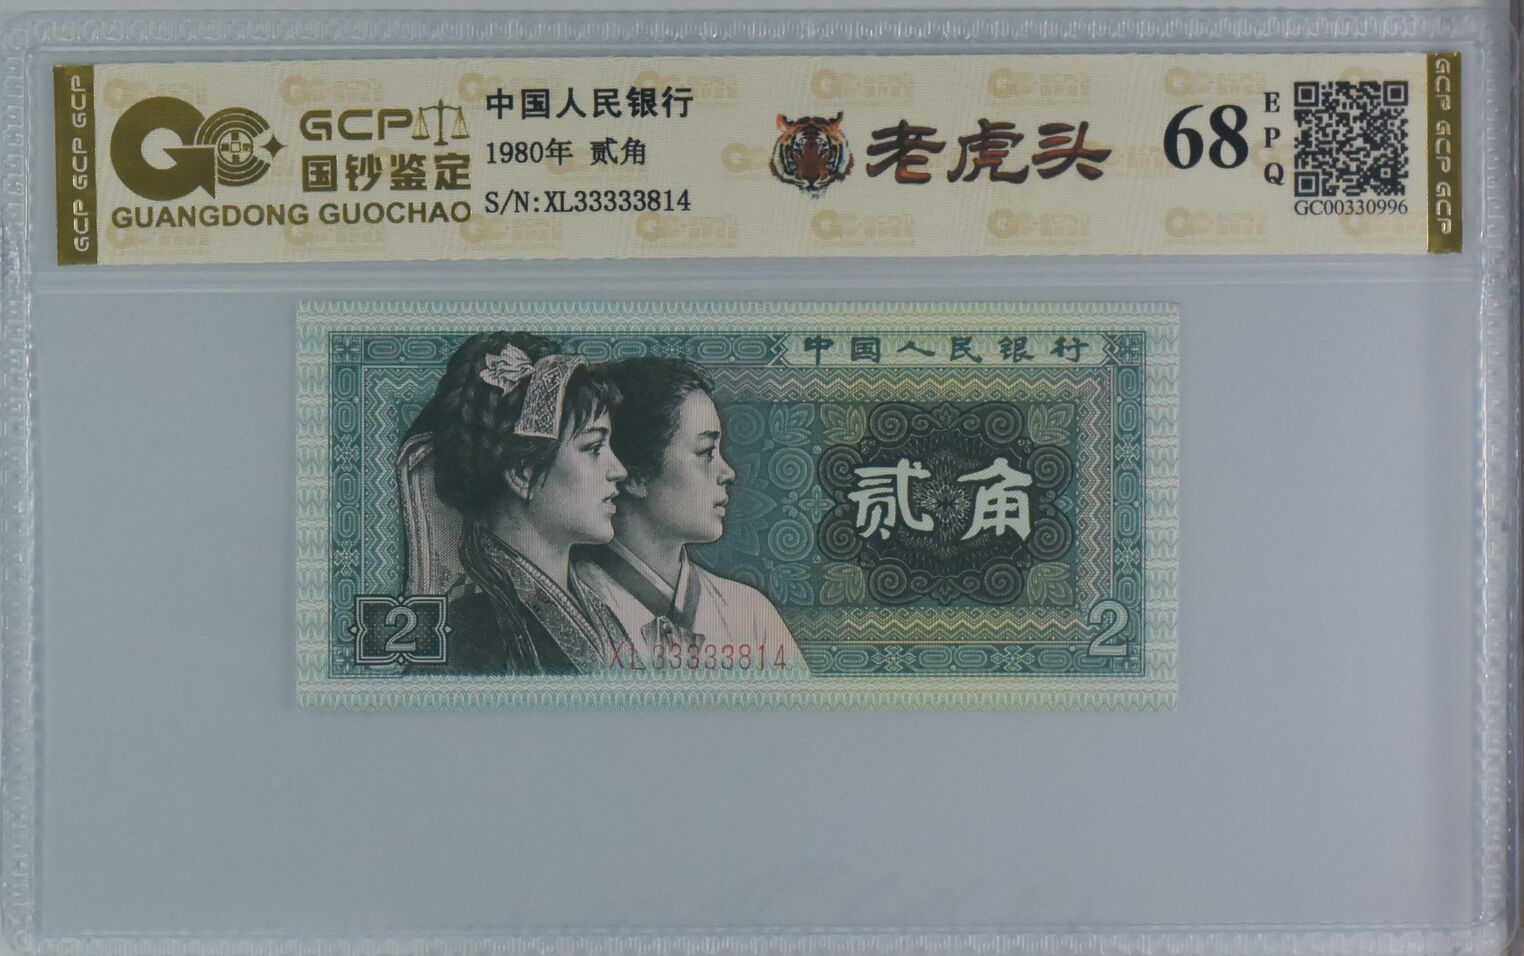 GCP GCP GCP
GCP
国钞鉴定
GUANGDONG GUOCHAO
中国人民银行
1980年 贰角
S/N:XL33333814
老虎头
68
EPQ
GC00330996
GCP GCP GCP
中国人民银行
贰角
2
2
XL33333814